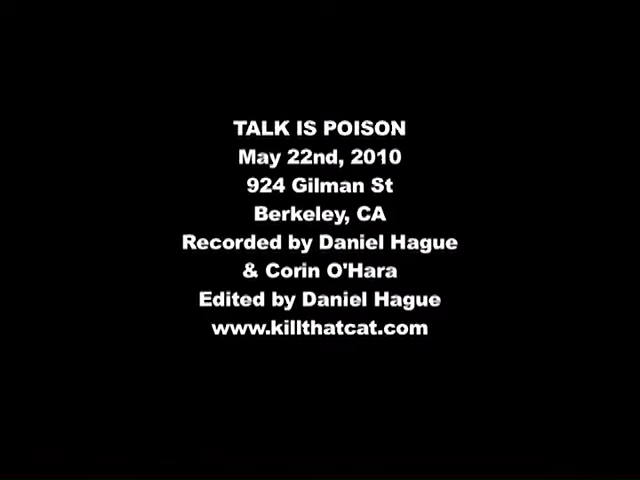 TALK IS POISON
May 22nd, 2010
924 Gilman St
Berkeley, CA
Recorded by Daniel Hague
& Corin O'Hara
Edited by Daniel Hague
www.killthatcat.com